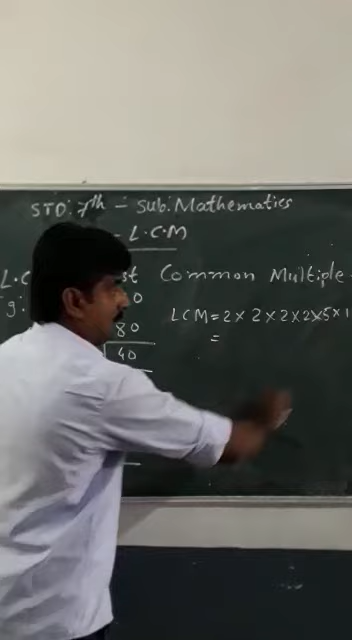 STD: 7th - Sub: Mathematics
- L.C.M
L.C st Common Multiple.
g: 0
80
40
LCM = 2 × 2 × 2 × 2 × 5 × 1
=